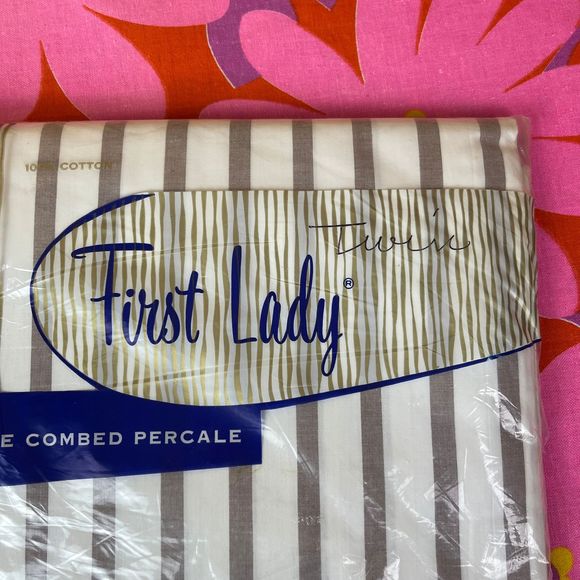 100% COTTON
Twin
First Lady®
E COMBED PERCALE